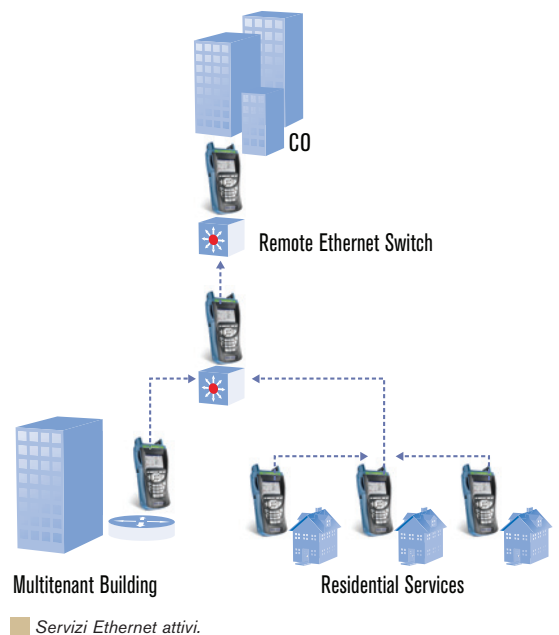 CO
Remote Ethernet Switch
Multitenant Building
Residential Services
Servizi Ethernet attivi.